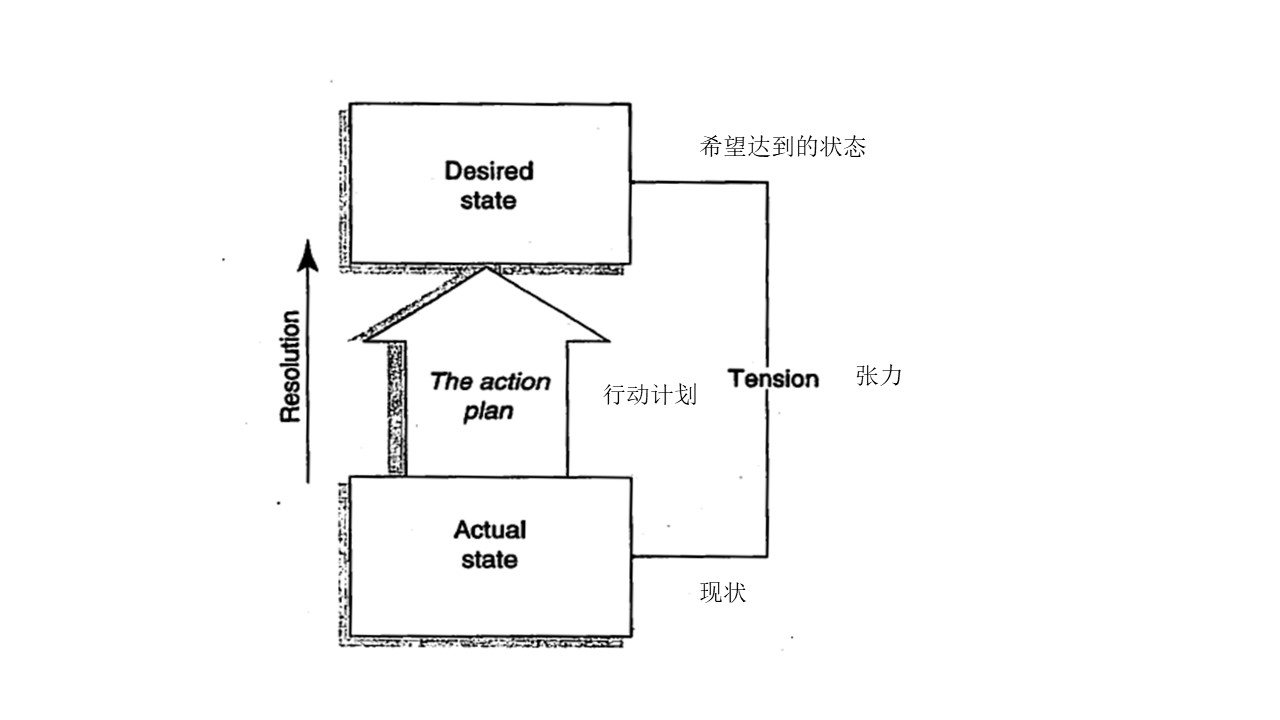 希望达到的状态
Desired
state
Resolution
The action
plan
行动计划
Tension
张力
Actual
state
现状